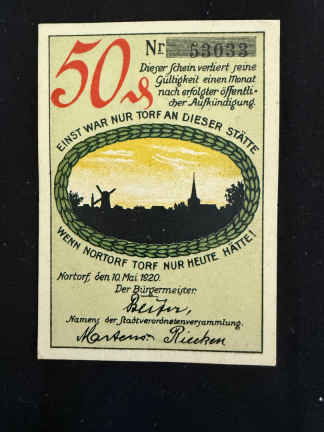 50₰
Nr 53033
Dieser Schein verliert seine
Gültigkeit einen Monat
nach erfolgter öffentli-
cher Aufkündigung.
EINST WAR NUR TORF AN DIESER STÄTTE
WENN NORTORF TORF NUR HEUTE HÄTTE!
Nortorf, den 10. Mai 1920.
Der Bürgermeister
Namens der Stadtverordnetenversammlung.
Martens Riecken